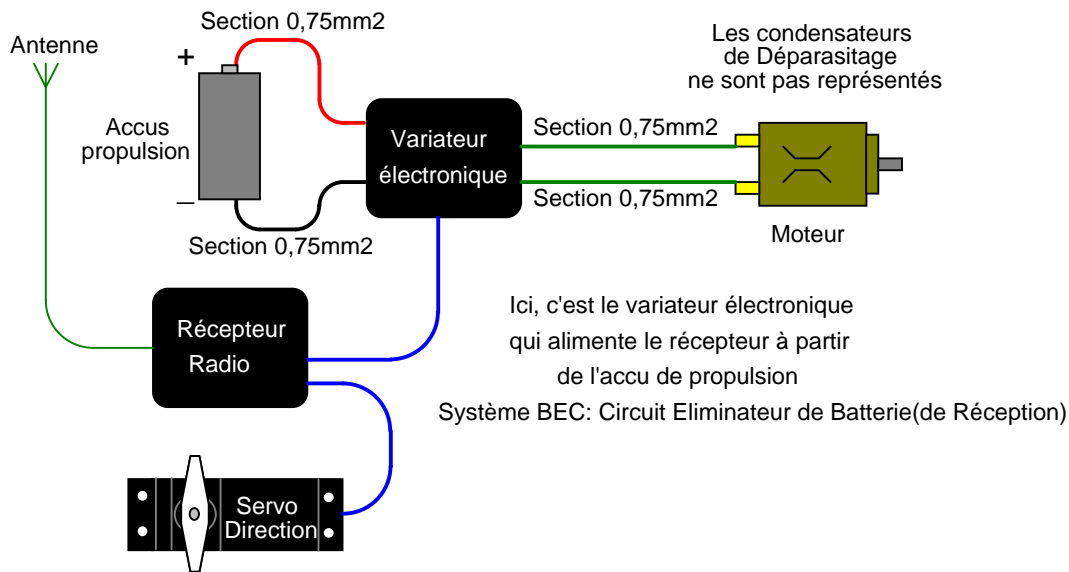 Section 0,75mm2
Antenne
+
Accus
propulsion
_
Section 0,75mm2
Variateur
électronique
Section 0,75mm2
Section 0,75mm2
Les condensateurs
de Déparasitage
ne sont pas représentés
Moteur
Récepteur
Radio
Ici, c'est le variateur électronique
qui alimente le récepteur à partir
de l'accu de propulsion
Système BEC: Circuit Eliminateur de Batterie(de Réception)
Servo
Direction